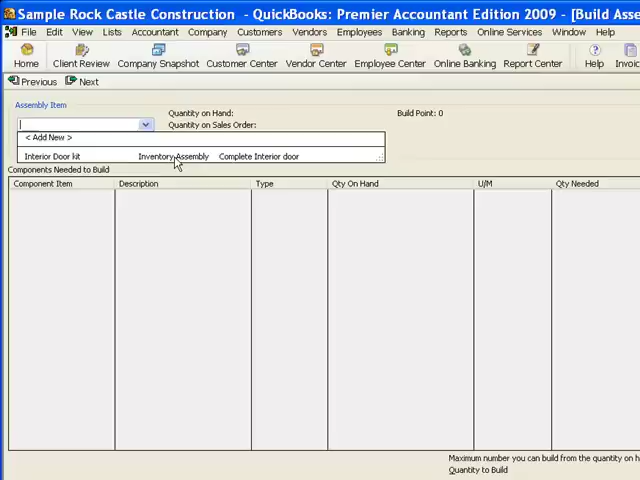 Sample Rock Castle Construction - QuickBooks: Premier Accountant Edition 2009 - [Build Asse
File Edit View Lists Accountant Company Customers Vendors Employees Banking Reports Online Services Window Help
Home Client Review Company Snapshot Customer Center Vendor Center Employee Center Online Banking Report Center Help Invoic
Previous Next
Assembly Item
Quantity on Hand: Build Point: 0
Quantity on Sales Order:
< Add New >
Interior Door kit Inventory Assembly Complete Interior door
Components Needed to Build
Component Item Description Type Qty On Hand U/M Qty Needed
Maximum number you can build from the quantity on h
Quantity to Build